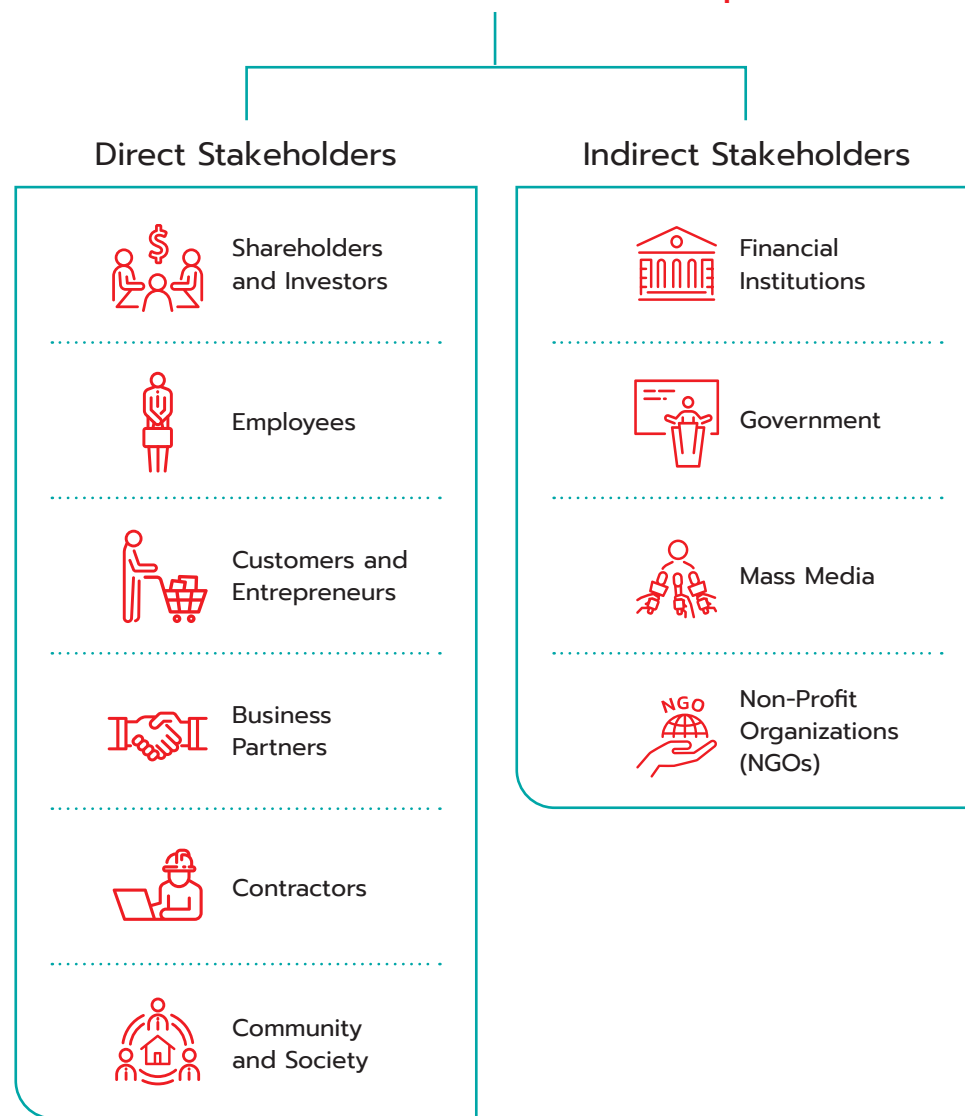 Direct Stakeholders
Shareholders
and Investors
Employees
Customers and
Entrepreneurs
Business
Partners
Contractors
Community
and Society
Indirect Stakeholders
Financial
Institutions
Government
Mass Media
NGO
Non-Profit
Organizations
(NGOs)